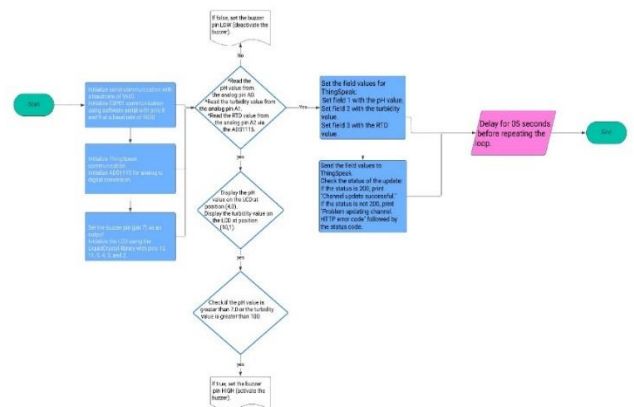 If false, set the buzzer
pin LOW (deactivate the
buzzer).
No
Start
Initialize serial communication with
a baud rate of 9600
Initialize ESP01 communication
using software serial with pins 8
and 9 at a baud rate of
Initialize ThingSpeak
communication.
Initialize ADS1115 for analog to
digital conversion.
Set the buzzer pin (pin 7) as an
output
Initialize the LCD using the
LiquidCrystal library with pins 12,
11, 5, 4, 3, and 2
*Read the
pH value from
the analog pin A0.
*Read the turbidity value from
the analog pin A1.
*Read the RTD value from
the analog pin A2 via
the ADS1115.
Yes
yes
Display the pH
value on the LCD at
position (4,0).
Display the turbidity value on
the LCD at position
(10,1).
yes
Check if the pH value is
greater than 7.0 or the turbidity
value is greater than 100
yes
If true, set the buzzer
pin HIGH (activate the
buzzer).
Set the field values for
ThingSpeak:
Set field 1 with the pH value.
Set field 2 with the turbidity
value.
Set field 3 with the RTD
value.
Send the field values to
ThingSpeak.
Check the status of the update:
If the status is 200, print
"Channel update successful."
If the status is not 200, print
"Problem updating channel.
HTTP error code" followed by
the status code.
Delay for 05 seconds
before repeating the
loop.
End